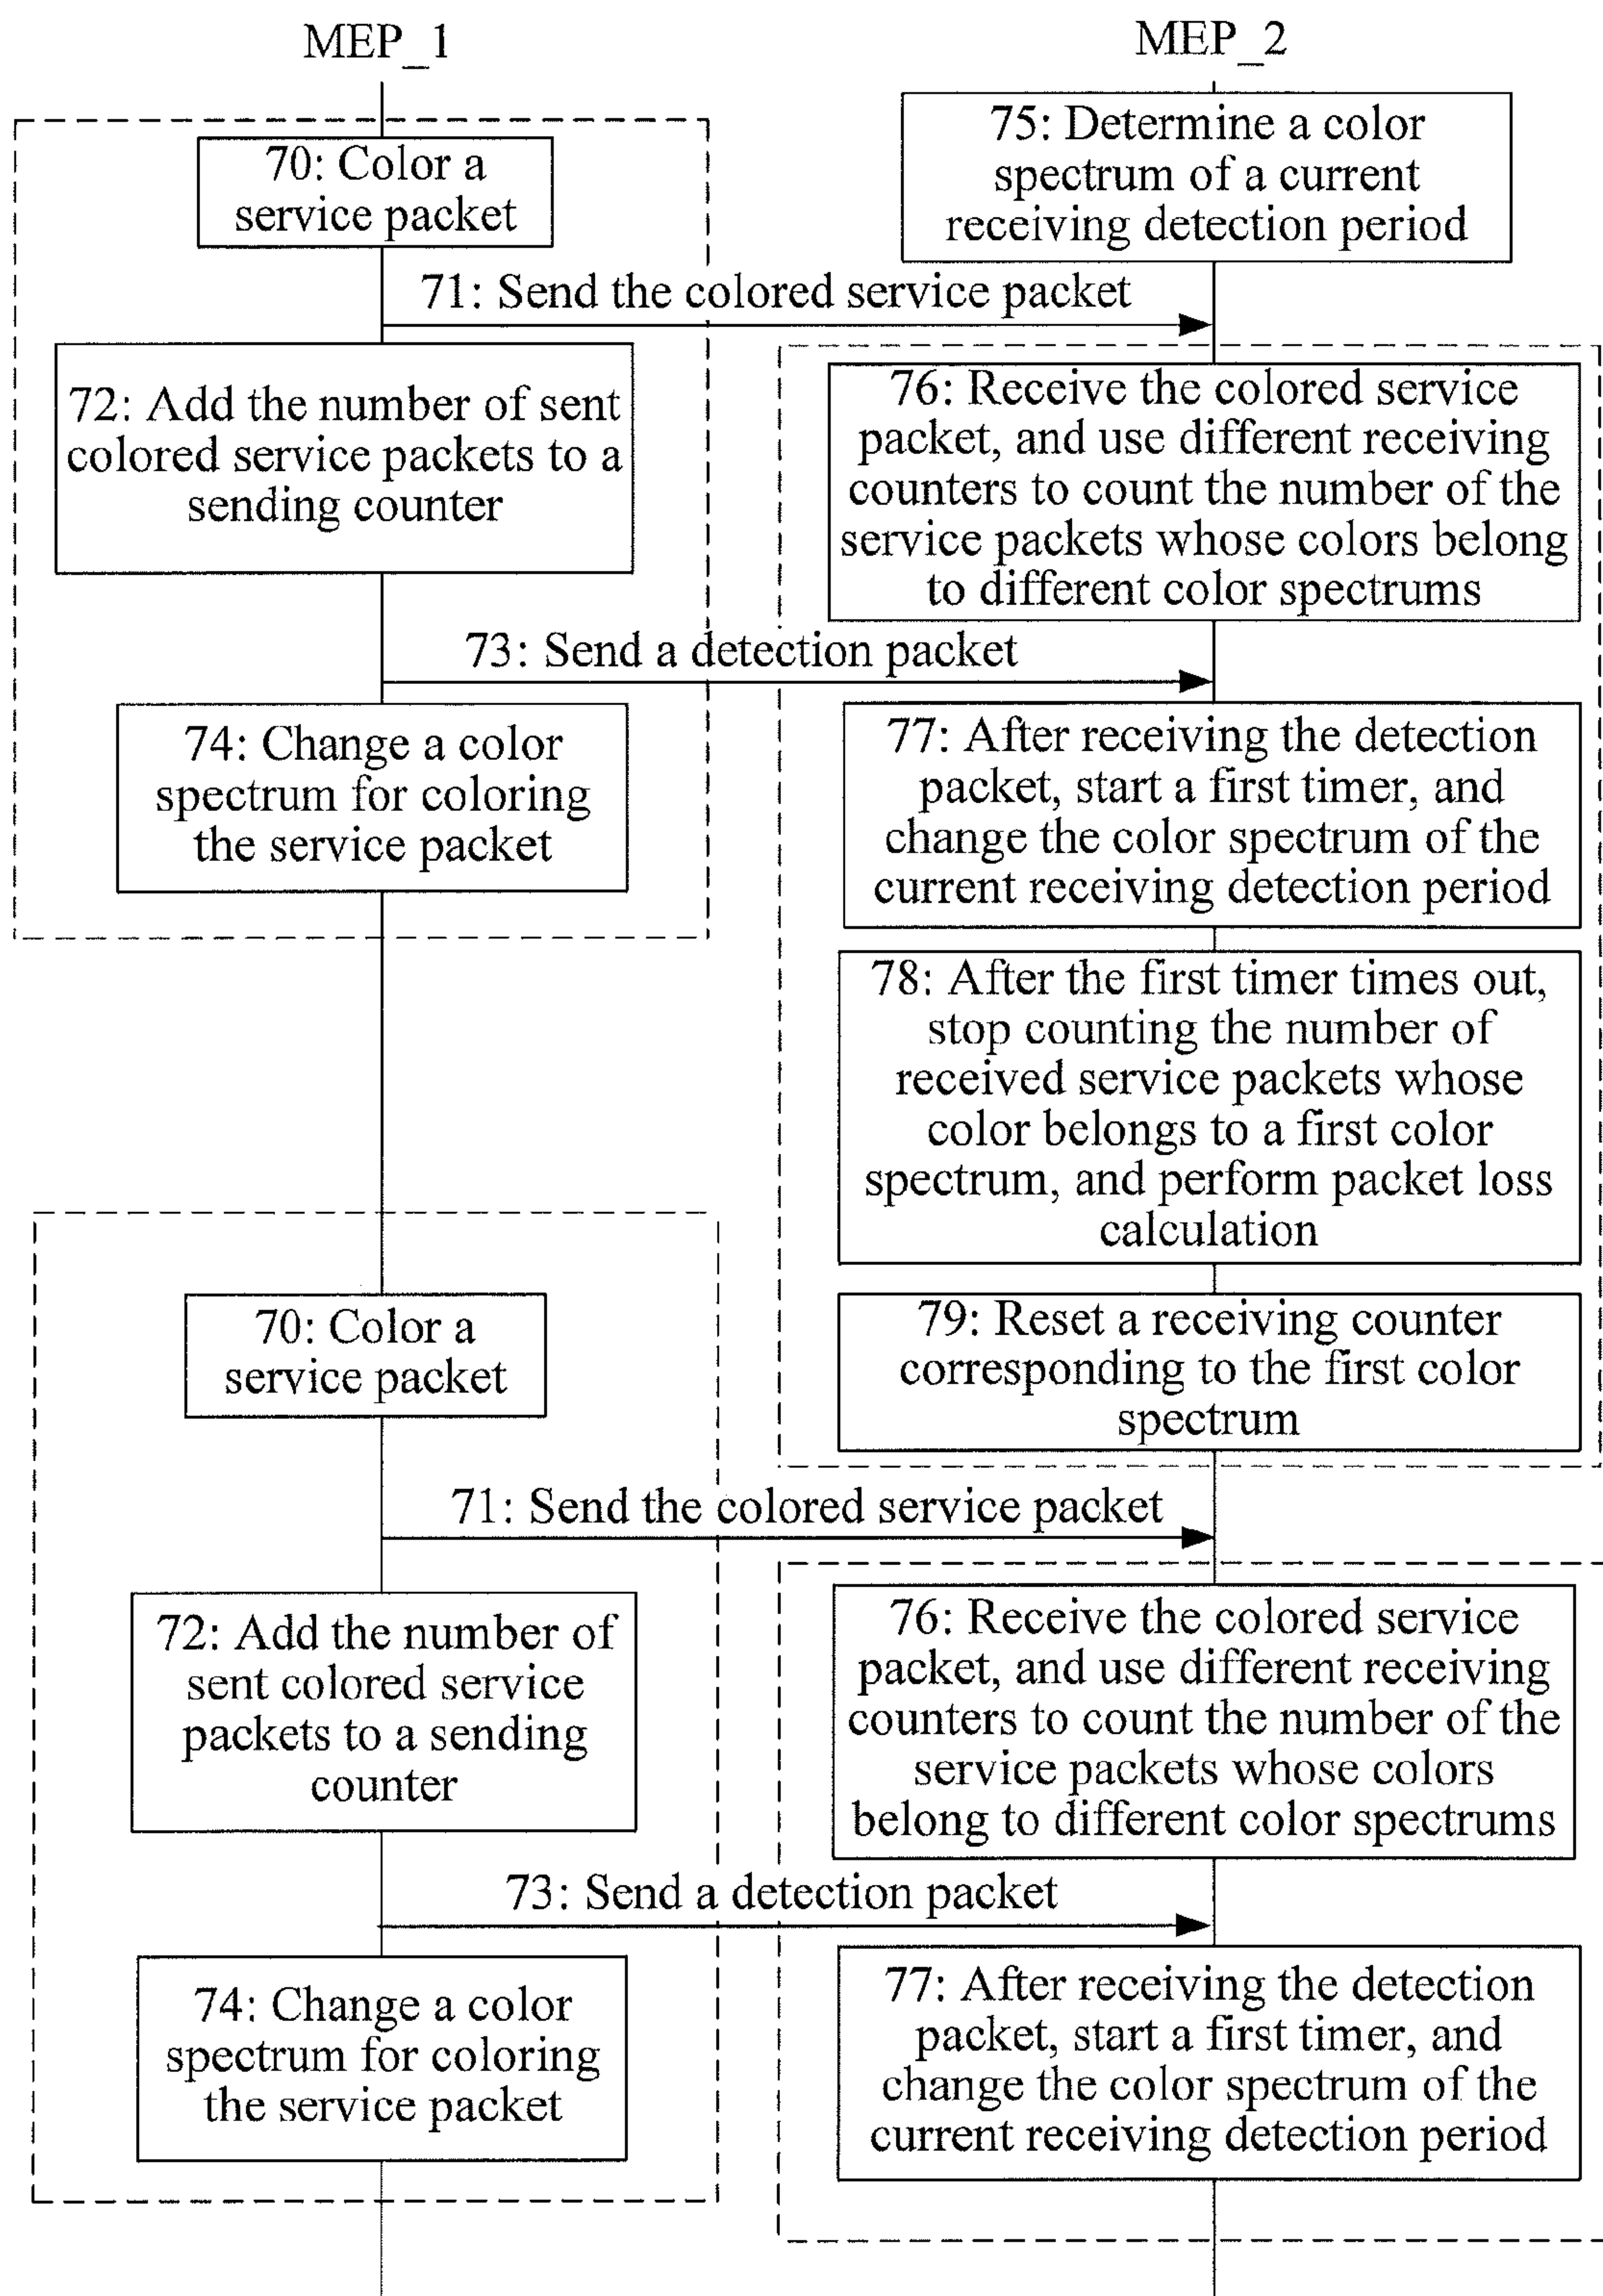 MEP_1
MEP_2
75: Determine a color
spectrum of a current
receiving detection period
70: Color a
service packet
71: Send the colored service packet
72: Add the number of sent
colored service packets to a
sending counter
76: Receive the colored service
packet, and use different receiving
counters to count the number of the
service packets whose colors belong
to different color spectrums
73: Send a detection packet
74: Change a color
spectrum for coloring
the service packet
77: After receiving the detection
packet, start a first timer, and
change the color spectrum of the
current receiving detection period
78: After the first timer times out,
stop counting the number of
received service packets whose
color belongs to a first color
spectrum, and perform packet loss
calculation
70: Color a
service packet
79: Reset a receiving counter
corresponding to the first color
spectrum
71: Send the colored service packet
72: Add the number of
sent colored service
packets to a sending
counter
76: Receive the colored service
packet, and use different receiving
counters to count the number of the
service packets whose colors
belong to different color spectrums
73: Send a detection packet
74: Change a color
spectrum for coloring
the service packet
77: After receiving the detection
packet, start a first timer, and
change the color spectrum of the
current receiving detection period